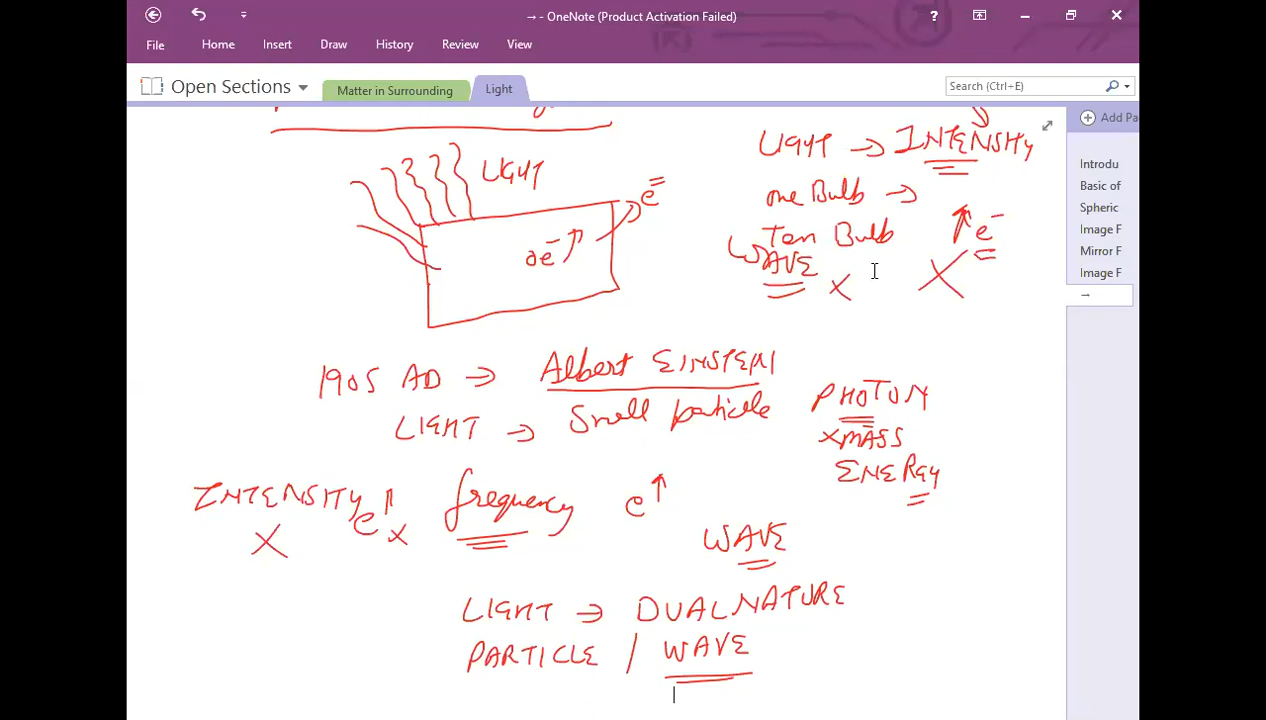 → - OneNote (Product Activation Failed)
?
File
Home
Insert
Draw
History
Review
View
Open Sections
Matter in Surrounding
Light
Search (Ctrl+E)
Add Pa
Introdu
Basic of
Spheric
Image F
Mirror F
Image F
→
LIGHT → INTENSITY
LIGHT
e-
one Bulb →
Ten Bulb
↑ e-
e- ↑
WAVE
X
X
1905 AD → Albert EINSTEIN
LIGHT → Small particle
PHOTON
X MASS
ENERGY
INTENSITY e ↑ X
X
frequency e ↑
WAVE
LIGHT → DUAL NATURE
PARTICLE / WAVE